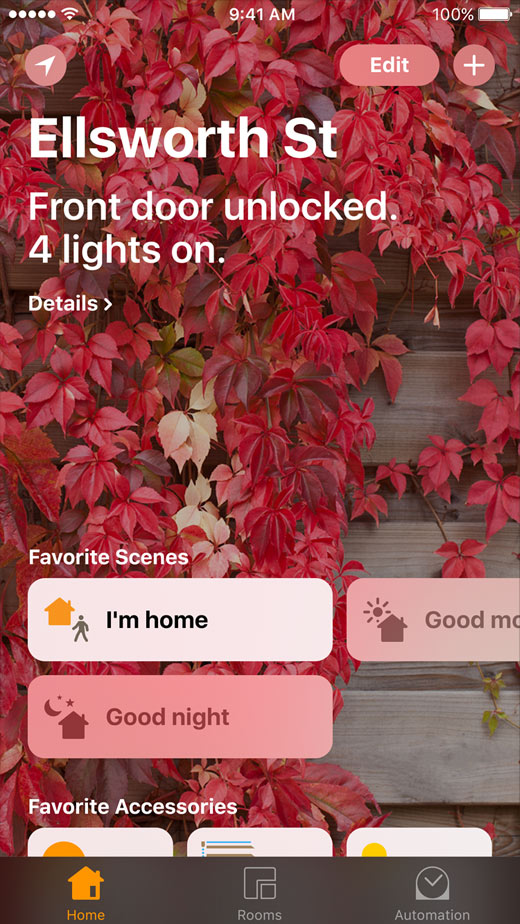 9:41 AM
100%
Edit
Ellsworth St
Front door unlocked.
4 lights on.
Details
Favorite Scenes
I'm home
Good mo
Good night
Favorite Accessories
Home
Rooms
Automation